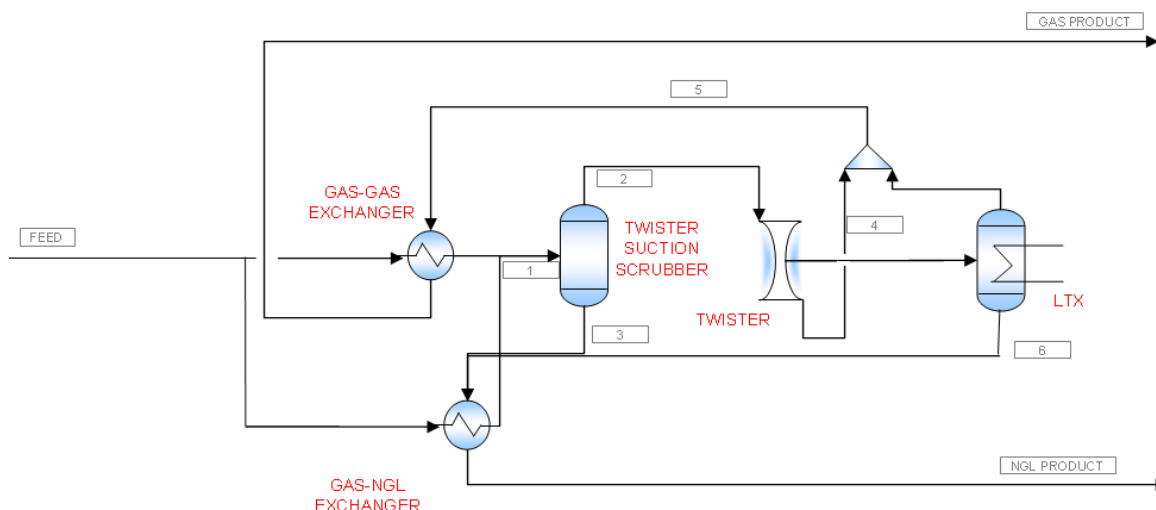 GAS PRODUCT
5
2
GAS-GAS
EXCHANGER
TWISTER
SUCTION
SCRUBBER
4
FEED
1
LTX
TWISTER
3
6
NGL PRODUCT
GAS-NGL
EXCHANGER